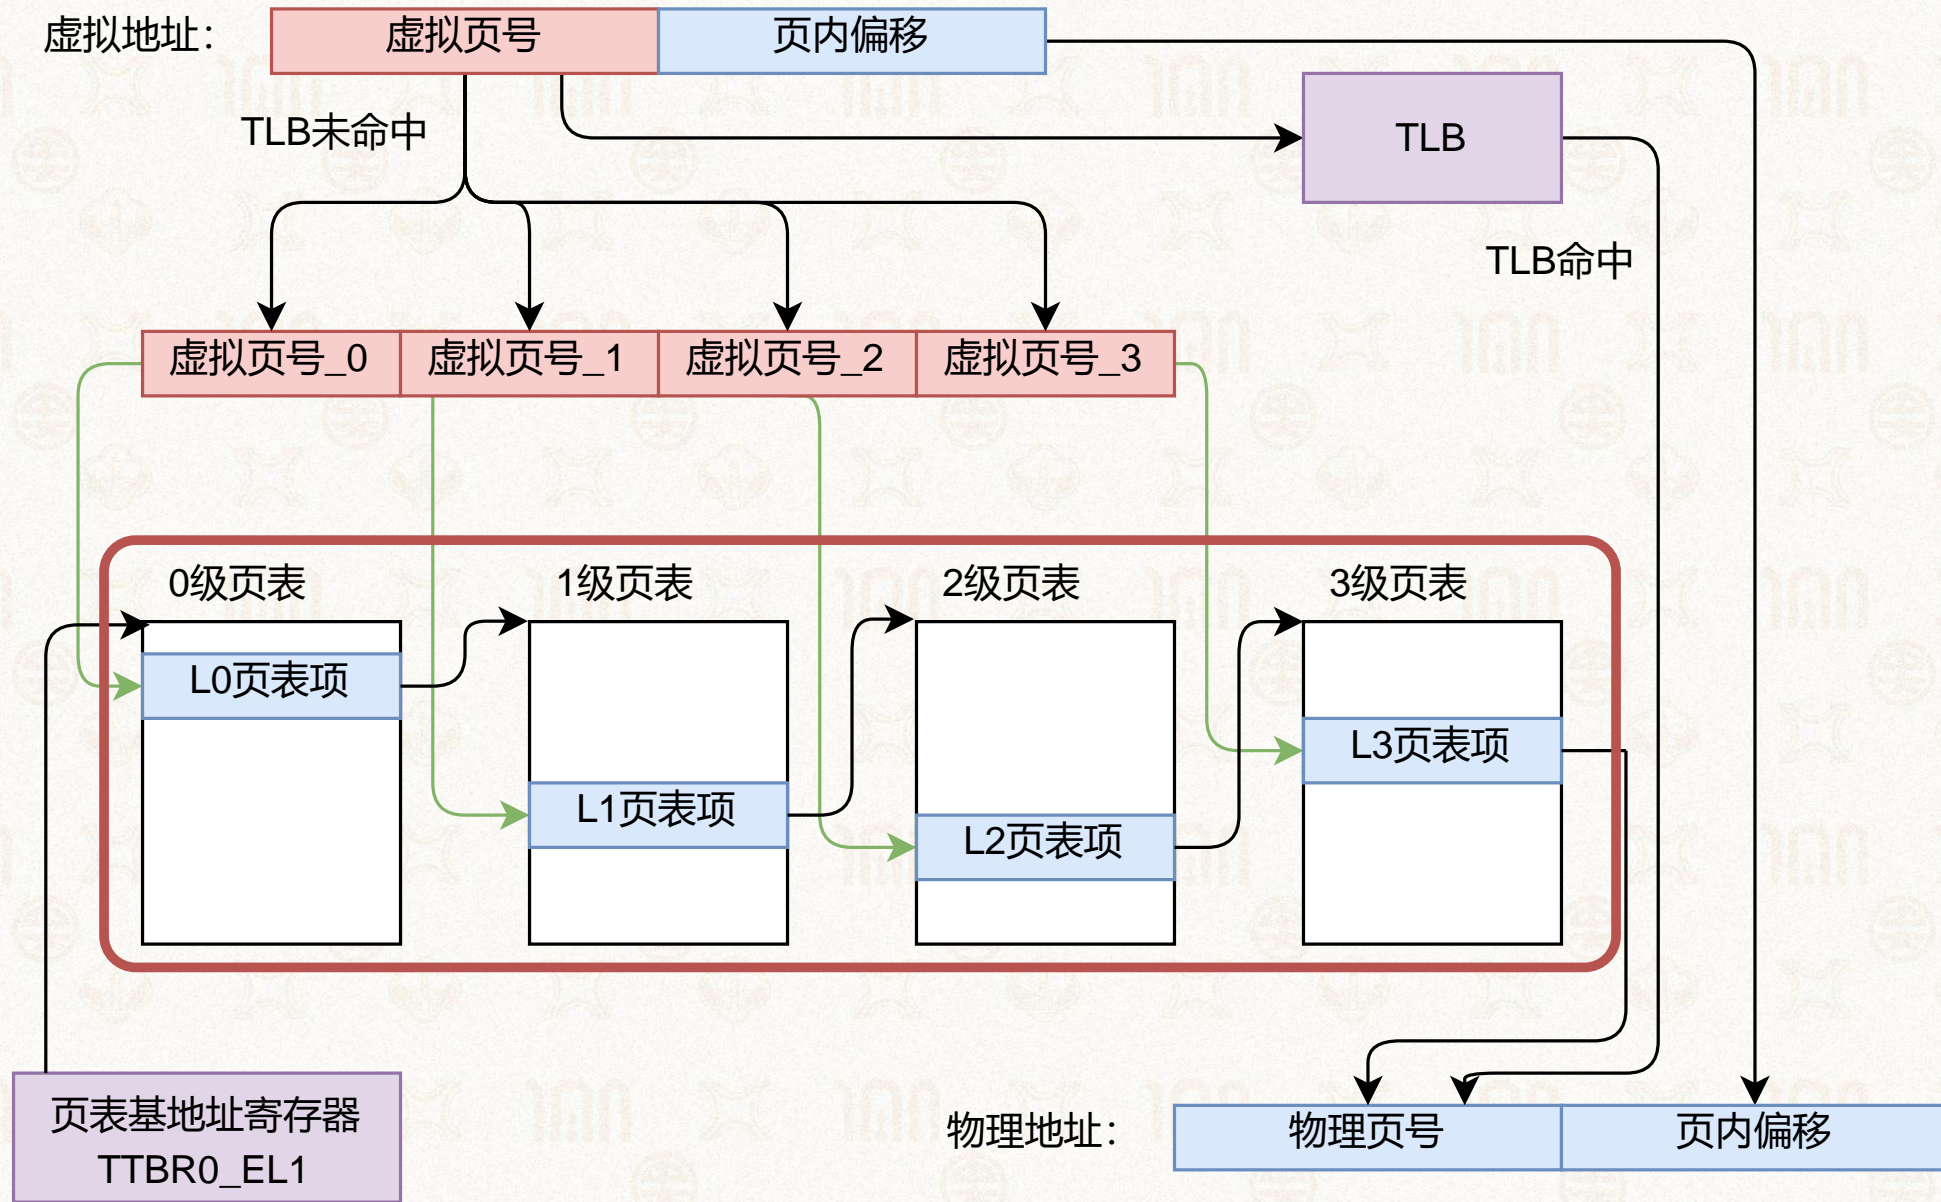 虚拟地址：
虚拟页号
页内偏移
TLB未命中
TLB
TLB命中
虚拟页号_0
虚拟页号_1
虚拟页号_2
虚拟页号_3
0级页表
1级页表
2级页表
3级页表
L0页表项
L1页表项
L2页表项
L3页表项
页表基地址寄存器
TTBR0_EL1
物理地址：
物理页号
页内偏移